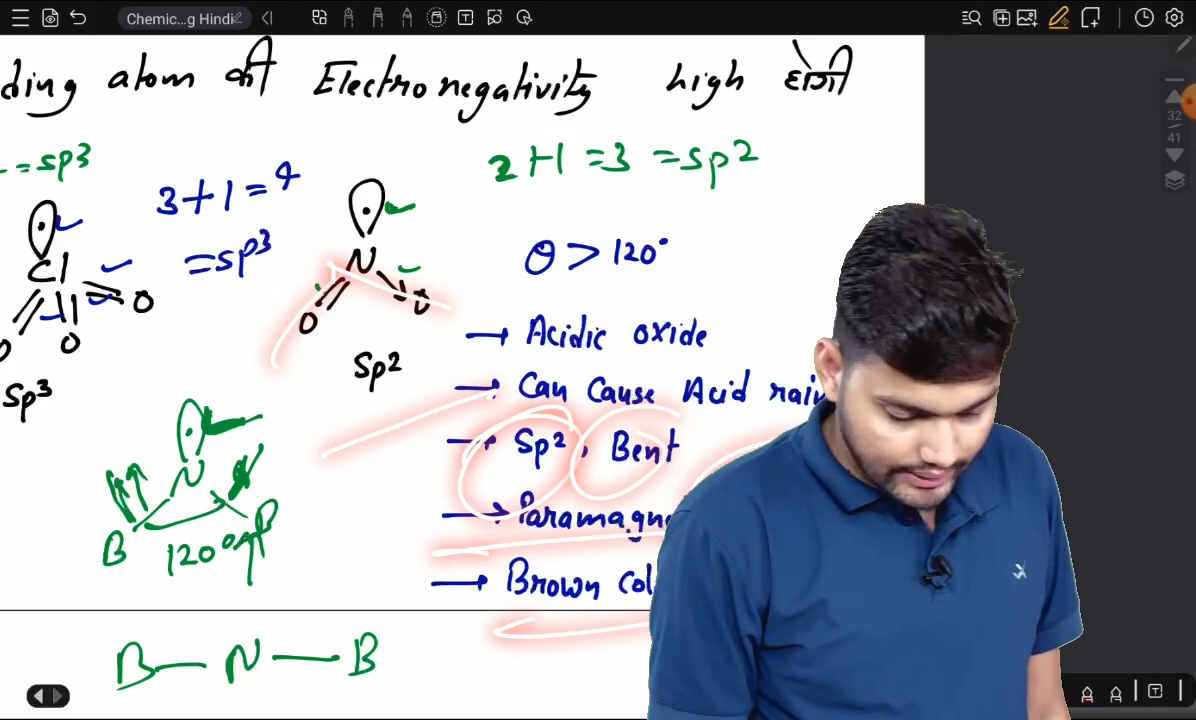 Chemic...g Hindi
ding atom की Electronegativity high होगी
= sp3
3+1=4
=sp3
2+1=3 =sp2
Cl
O
O
sp3
N
O
O
Sp2
θ > 120°
→ Acidic oxide
→ Can Cause Acid rain
→ Sp2, Bent
→ Paramagn
→ Brown col
N
B
120°
B — N — B
32
41